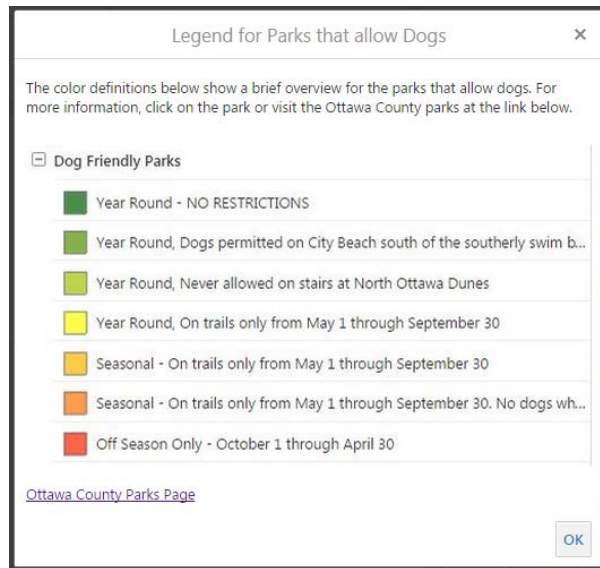 Legend for Parks that allow Dogs
The color definitions below show a brief overview for the parks that allow dogs. For
more information, click on the park or visit the Ottawa County parks at the link below.
Dog Friendly Parks
Year Round - NO RESTRICTIONS
Year Round, Dogs permitted on City Beach south of the southerly swim b...
Year Round, Never allowed on stairs at North Ottawa Dunes
Year Round, On trails only from May 1 through September 30
Seasonal - On trails only from May 1 through September 30
Seasonal - On trails only from May 1 through September 30. No dogs wh...
Off Season Only - October 1 through April 30
Ottawa County Parks Page
OK